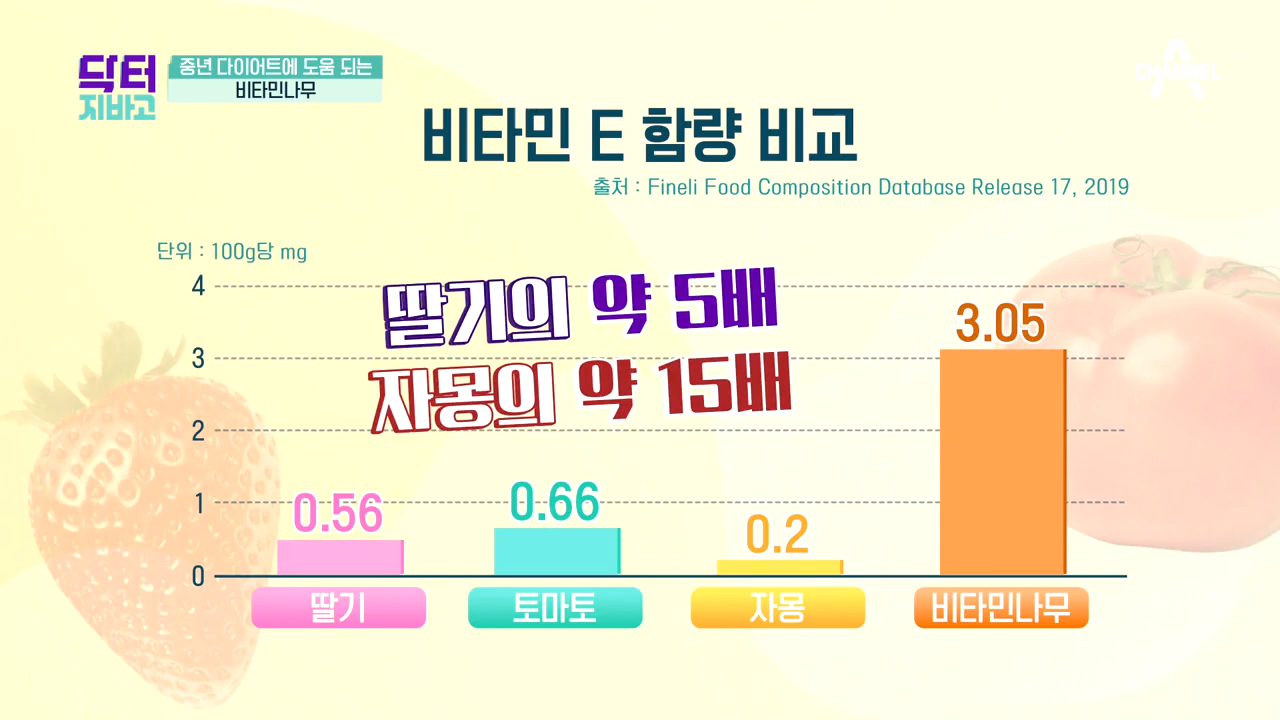 닥터
지바고
중년 다이어트에 도움 되는
비타민나무
CHANNEL A
비타민 E 함량 비교
출처 : Fineli Food Composition Database Release 17, 2019
단위 : 100g당 mg
딸기의 약 5배
자몽의 약 15배
4
3
2
1
0
0.56
0.66
0.2
3.05
딸기
토마토
자몽
비타민나무